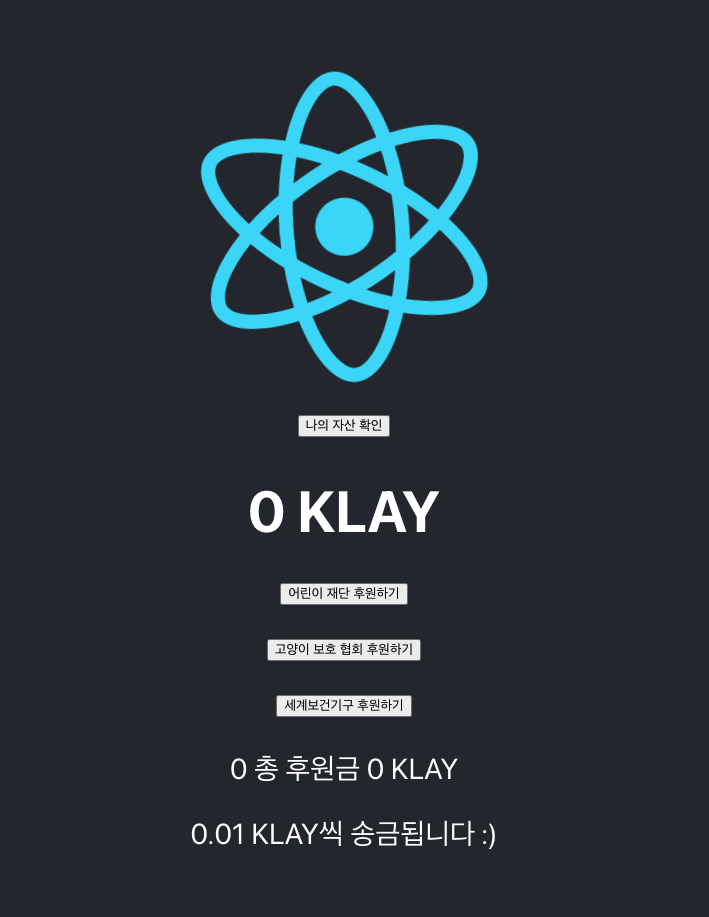 나의 자산 확인
0 KLAY
어린이 재단 후원하기
고양이 보호 협회 후원하기
세계보건기구 후원하기
0 총 후원금 0 KLAY
0.01 KLAY씩 송금됩니다 :)